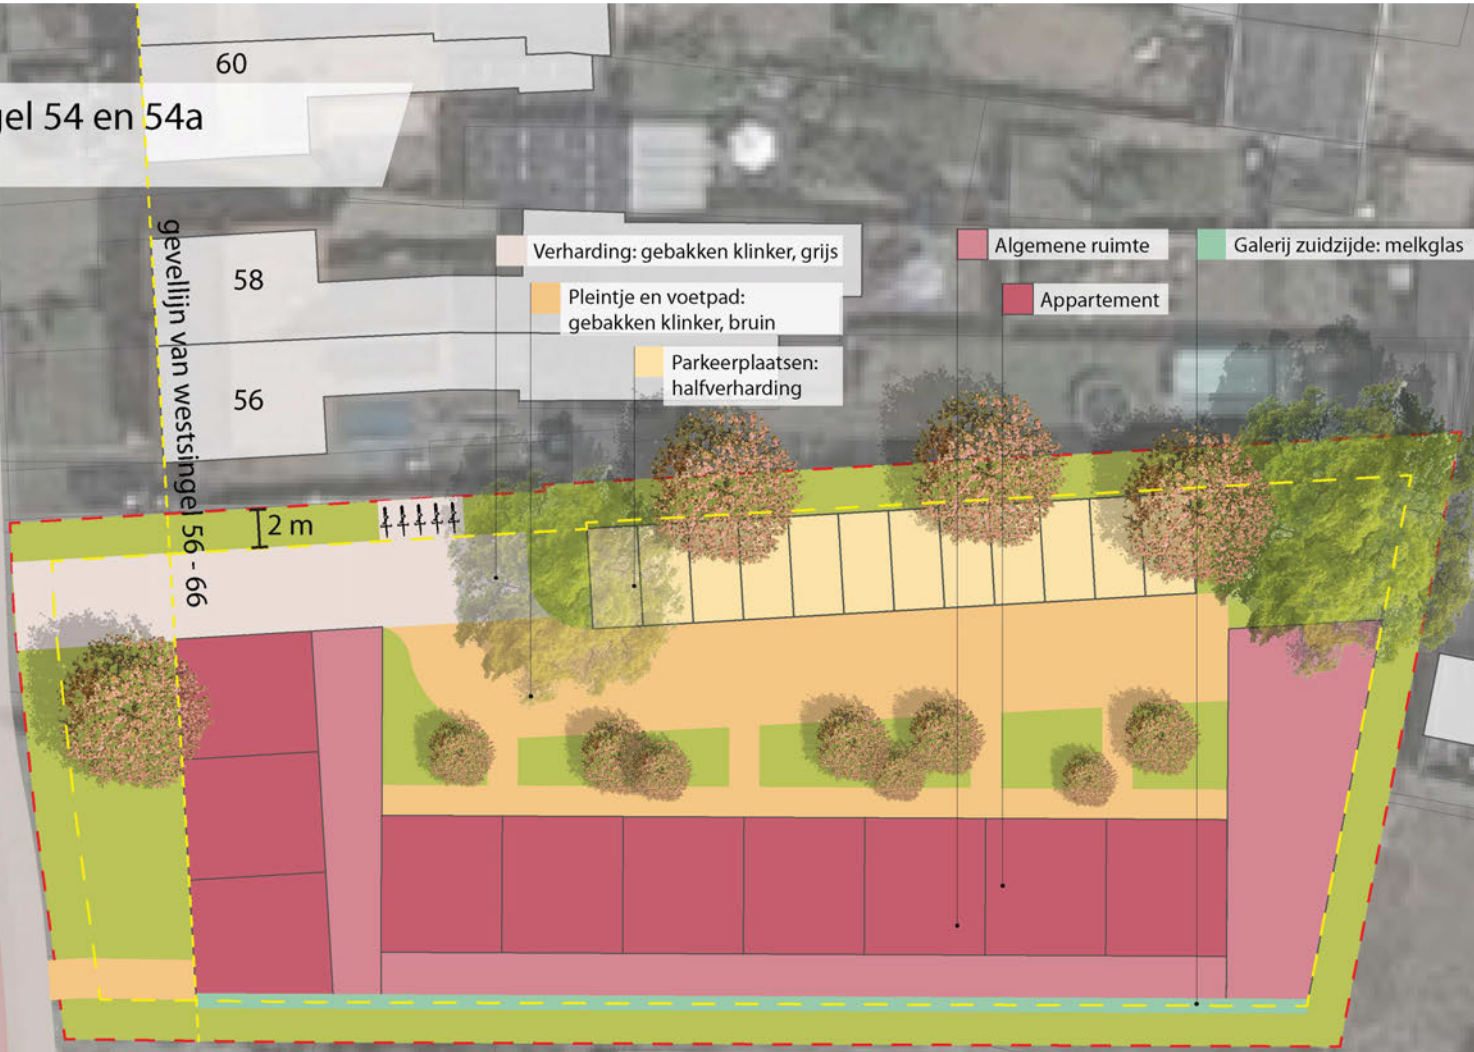 60
gel 54 en 54a
58
56
gevellijn van westsingel 56 - 66
Verharding: gebakken klinker, grijs
Pleintje en voetpad:
gebakken klinker, bruin
Parkeerplaatsen:
halfverharding
Algemene ruimte
Appartement
Galerij zuidzijde: melkglas
2 m